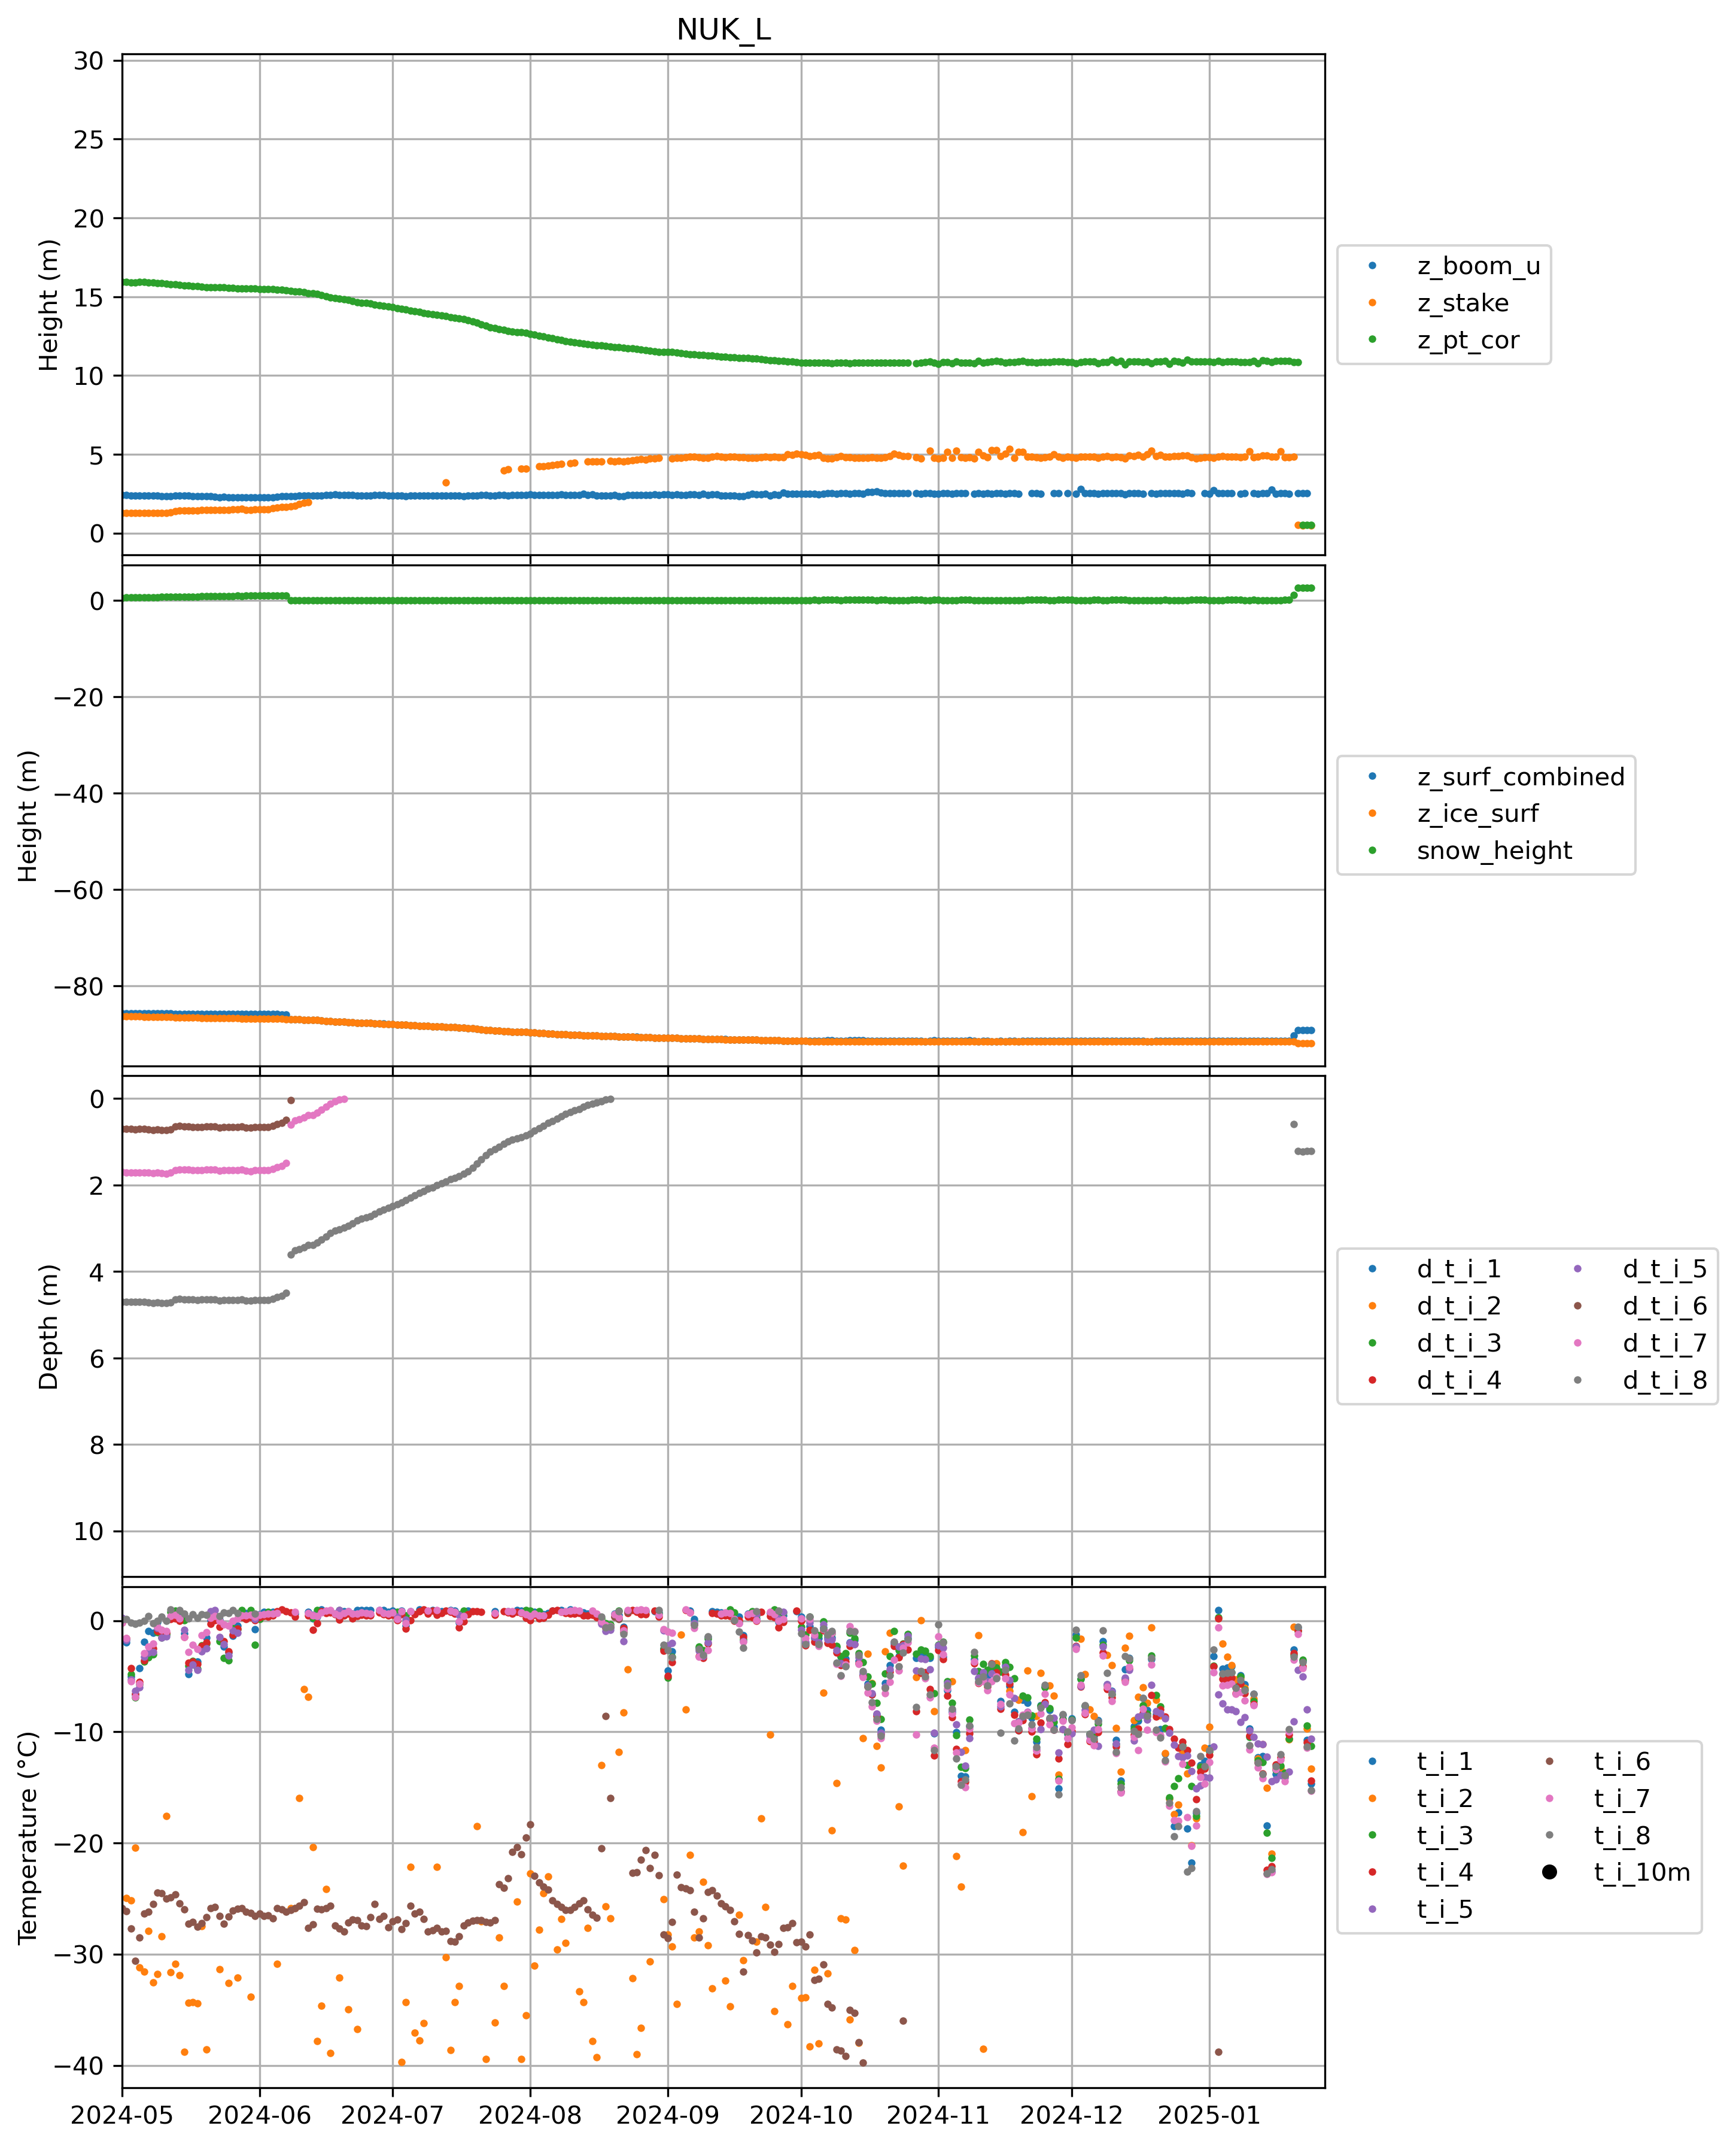 NUK_L
30
25
20
15
10
5
0
Height (m)
z_boom_u
z_stake
z_pt_cor
0
−20
−40
−60
−80
Height (m)
z_surf_combined
z_ice_surf
snow_height
0
2
4
6
8
10
Depth (m)
d_t_i_1
d_t_i_2
d_t_i_3
d_t_i_4
d_t_i_5
d_t_i_6
d_t_i_7
d_t_i_8
0
−10
−20
−30
−40
Temperature (°C)
t_i_1
t_i_2
t_i_3
t_i_4
t_i_5
t_i_6
t_i_7
t_i_8
t_i_10m
2024-05 2024-06 2024-07 2024-08 2024-09 2024-10 2024-11 2024-12 2025-01